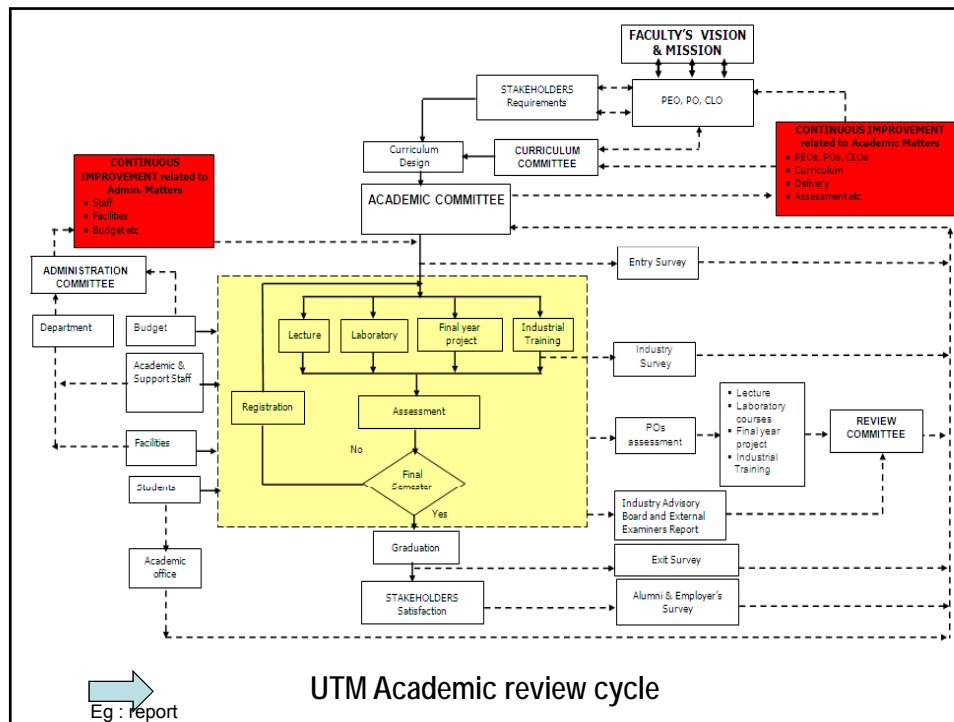 FACULTY'S VISION
& MISSION
STAKEHOLDERS
Requirements
PEO, PO, CLO
CONTINUOUS IMPROVEMENT
related to Academic Matters
• PEOs, POs, CLOs
• Curriculum
• Delivery
• Assessment etc
Curriculum
Design
CURRICULUM
COMMITTEE
CONTINUOUS
IMPROVEMENT related to
Admin. Matters
• Staff
• Facilities
• Budget etc
ACADEMIC COMMITTEE
ADMINISTRATION
COMMITTEE
Entry Survey
Department
Budget
Lecture
Laboratory
Final year
project
Industrial
Training
Industry
Survey
Academic &
Support Staff
Registration
Assessment
POs
assessment
Lecture
Laboratory
courses
Final year
project
Industrial
Training
REVIEW
COMMITTEE
Facilities
No
Final
Semester
Yes
Students
Industry Advisory
Board and External
Examiners Report
Graduation
Academic
office
Exit Survey
STAKEHOLDERS
Satisfaction
Alumni & Employer's
Survey
UTM Academic review cycle
Eg : report